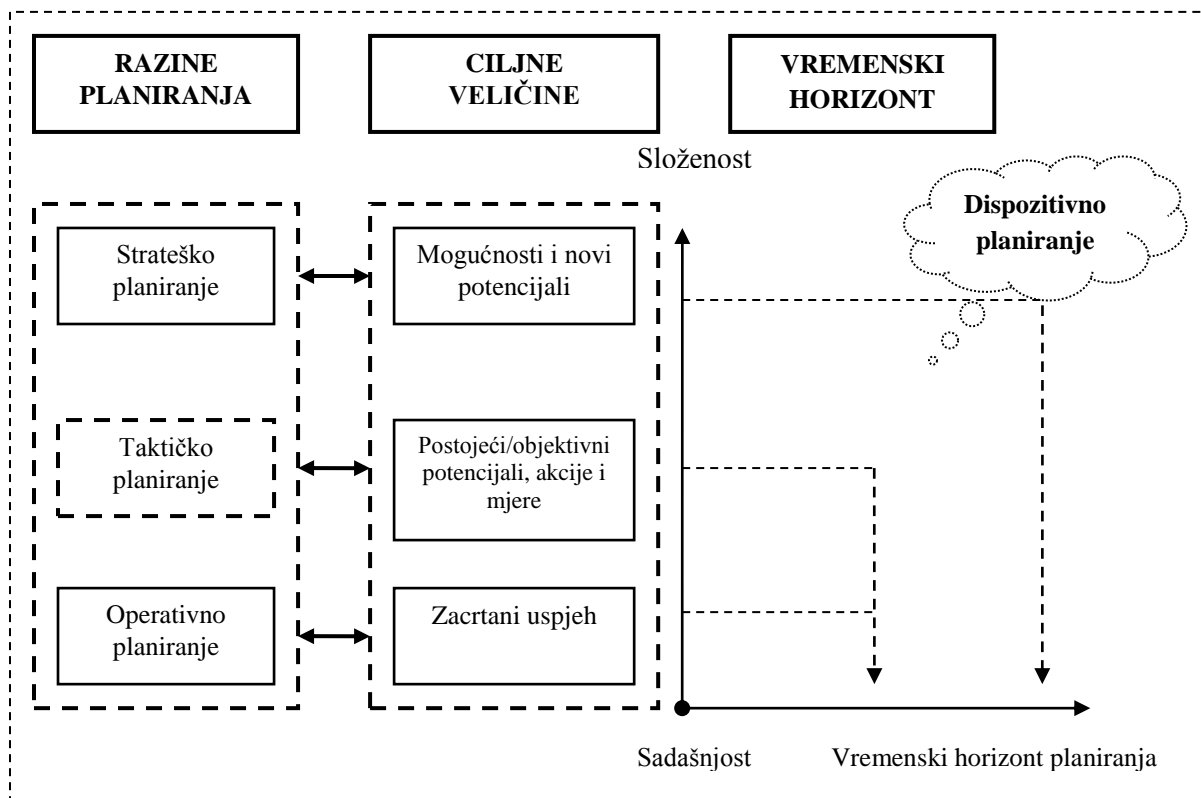 RAZINE
PLANIRANJA
CILJNE
VELIČINE
VREMENSKI
HORIZONT
Složenost
Dispozitivno
planiranje
Strateško
planiranje
Mogućnosti i novi
potencijali
Taktičko
planiranje
Postojeći/objektivni
potencijali, akcije i
mjere
Operativno
planiranje
Zacrtani uspjeh
Sadašnjost
Vremenski horizont planiranja